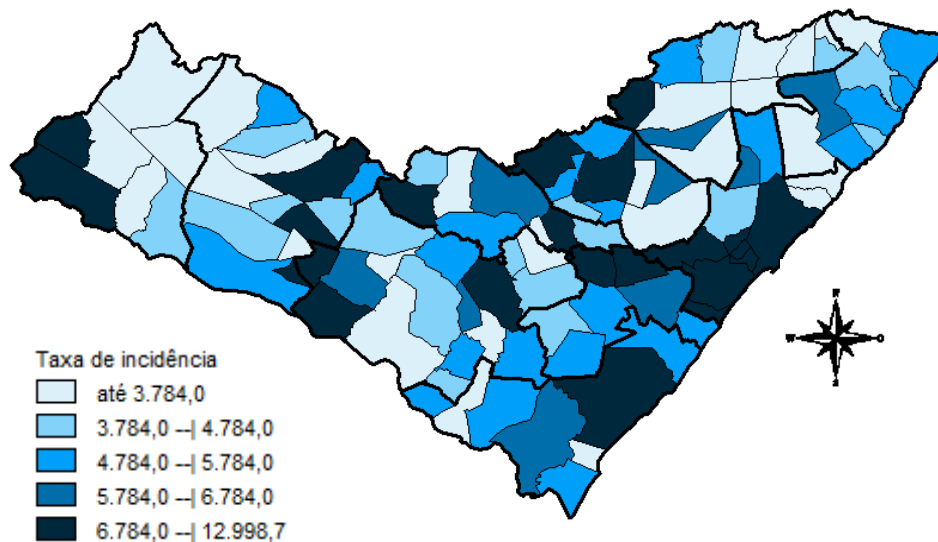 Taxa de incidência
até 3.784,0
3.784,0 --| 4.784,0
4.784,0 --| 5.784,0
5.784,0 --| 6.784,0
6.784,0 --| 12.998,7